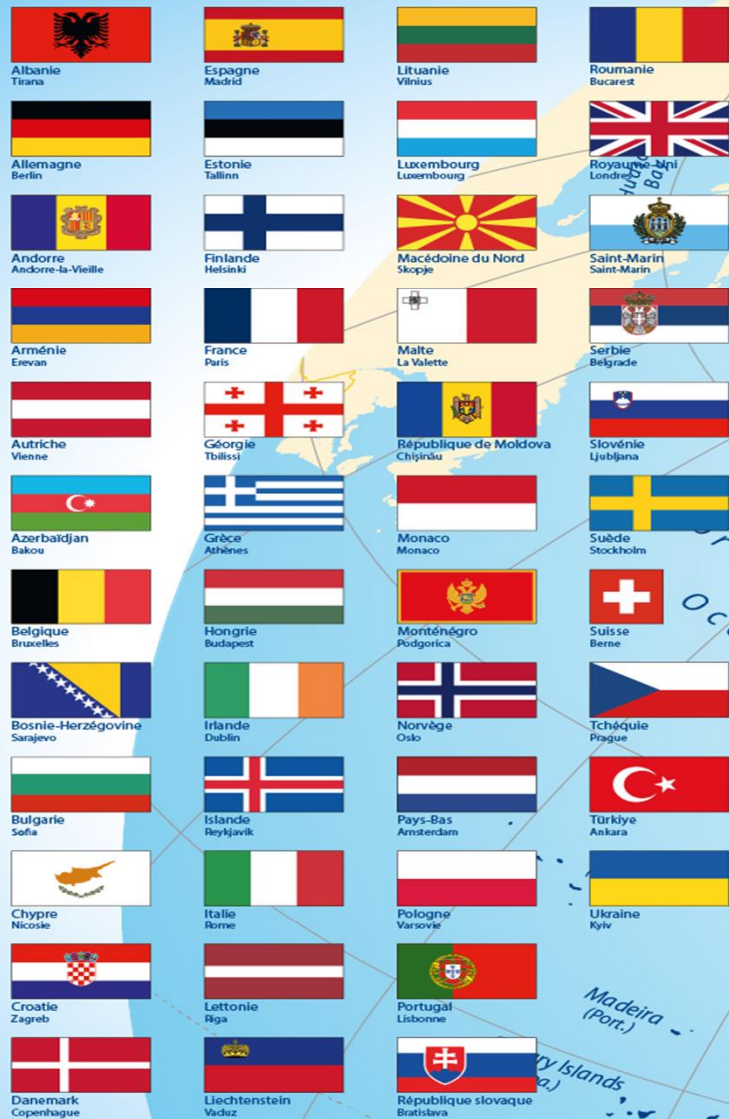 Albanie
Tirana
Allemagne
Berlin
Andorre
Andorre-la-Vieille
Arménie
Erevan
Autriche
Vienne
Azerbaïdjan
Bakou
Belgique
Bruxelles
Bosnie-Herzégovine
Sarajevo
Bulgarie
Sofia
Chypre
Nicosie
Croatie
Zagreb
Danemark
Copenhague
Espagne
Madrid
Estonie
Tallinn
Finlande
Helsinki
France
Paris
Géorgie
Tbilissi
Grèce
Athènes
Hongrie
Budapest
Irlande
Dublin
Islande
Reykjavik
Italie
Rome
Lettonie
Riga
Liechtenstein
Vaduz
Lituanie
Vilnius
Luxembourg
Luxembourg
Macédoine du Nord
Skopje
Malte
La Valette
République de Moldova
Chişinău
Monaco
Monaco
Monténégro
Podgorica
Norvège
Oslo
Pays-Bas
Amsterdam
Pologne
Varsovie
Portugal
Lisbonne
République slovaque
Bratislava
Roumanie
Bucarest
Royaume-Uni
Londres
Saint-Marin
Saint-Marin
Serbie
Belgrade
Slovénie
Ljubljana
Suède
Stockholm
Suisse
Berne
Tchéquie
Prague
Türkiye
Ankara
Ukraine
Kyiv
Bay
Madeira
(Port.)
Islands